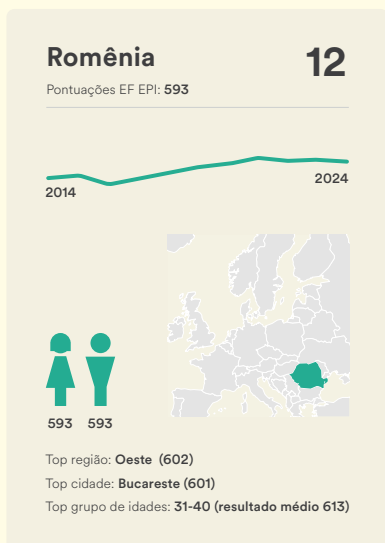 Romênia
12
Pontuações EF EPI: 593
2014
2024
593 593
Top região: Oeste (602)
Top cidade: Bucareste (601)
Top grupo de idades: 31-40 (resultado médio 613)